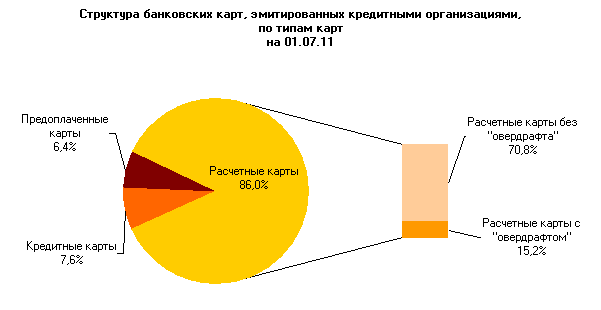 Структура банковских карт, эмитированных кредитными организациями,
по типам карт
на 01.07.11
Предоплаченные
карты
6,4%
Расчетные карты
86,0%
Кредитные карты
7,6%
Расчетные карты без
"овердрафта"
70,8%
Расчетные карты с
"овердрафтом"
15,2%